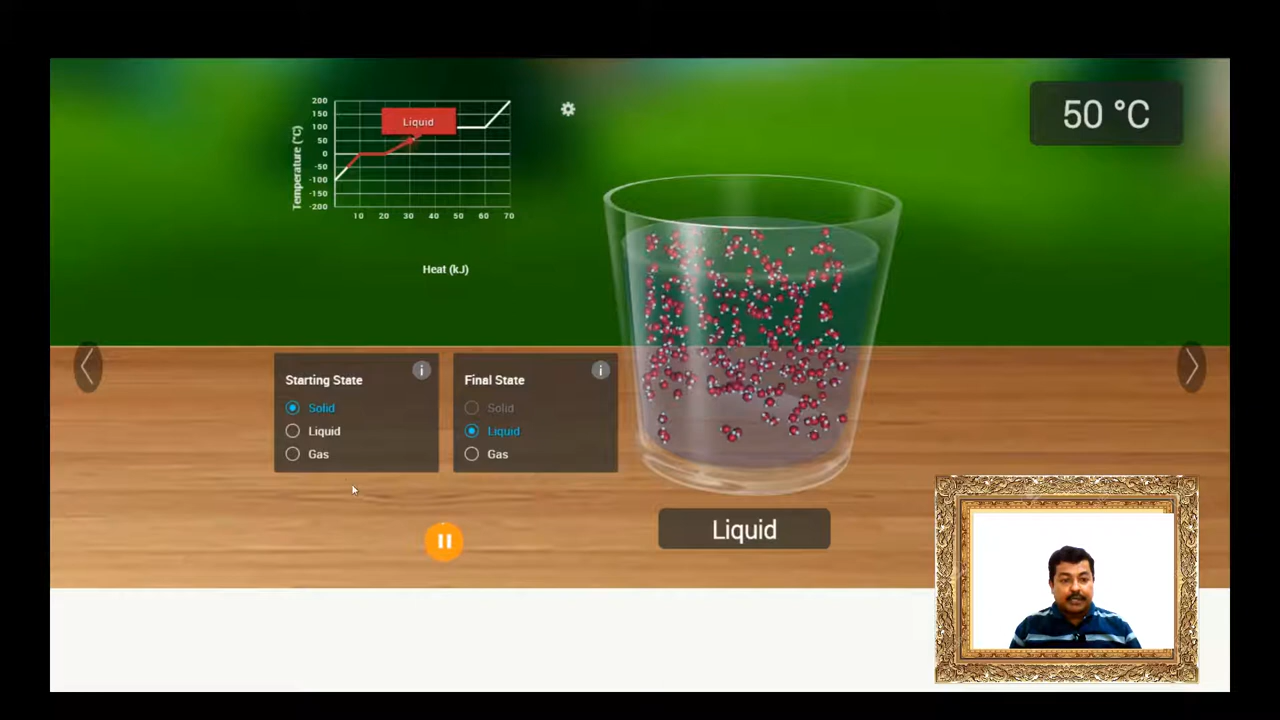 200
150
100
50
0
-50
-100
-150
-200
Temperature (°C)
Liquid
10 20 30 40 50 60 70
Heat (kJ)
50 °C
Starting State
i
Solid
Liquid
Gas
Final State
i
Solid
Liquid
Gas
Liquid